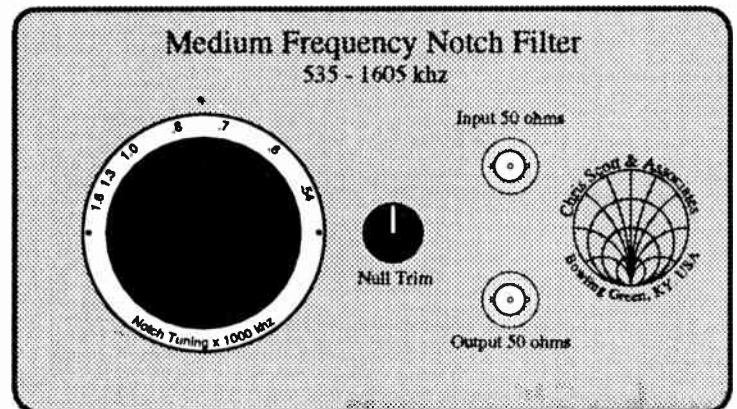 Medium Frequency Notch Filter
535 - 1605 khz
1.6 1.3 1.0 .8 .7 .6 .54
Notch Tuning x 1000 khz
Null Trim
Input 50 ohms
Output 50 ohms
Chris Scott & Associates
Bowling Green, KY USA